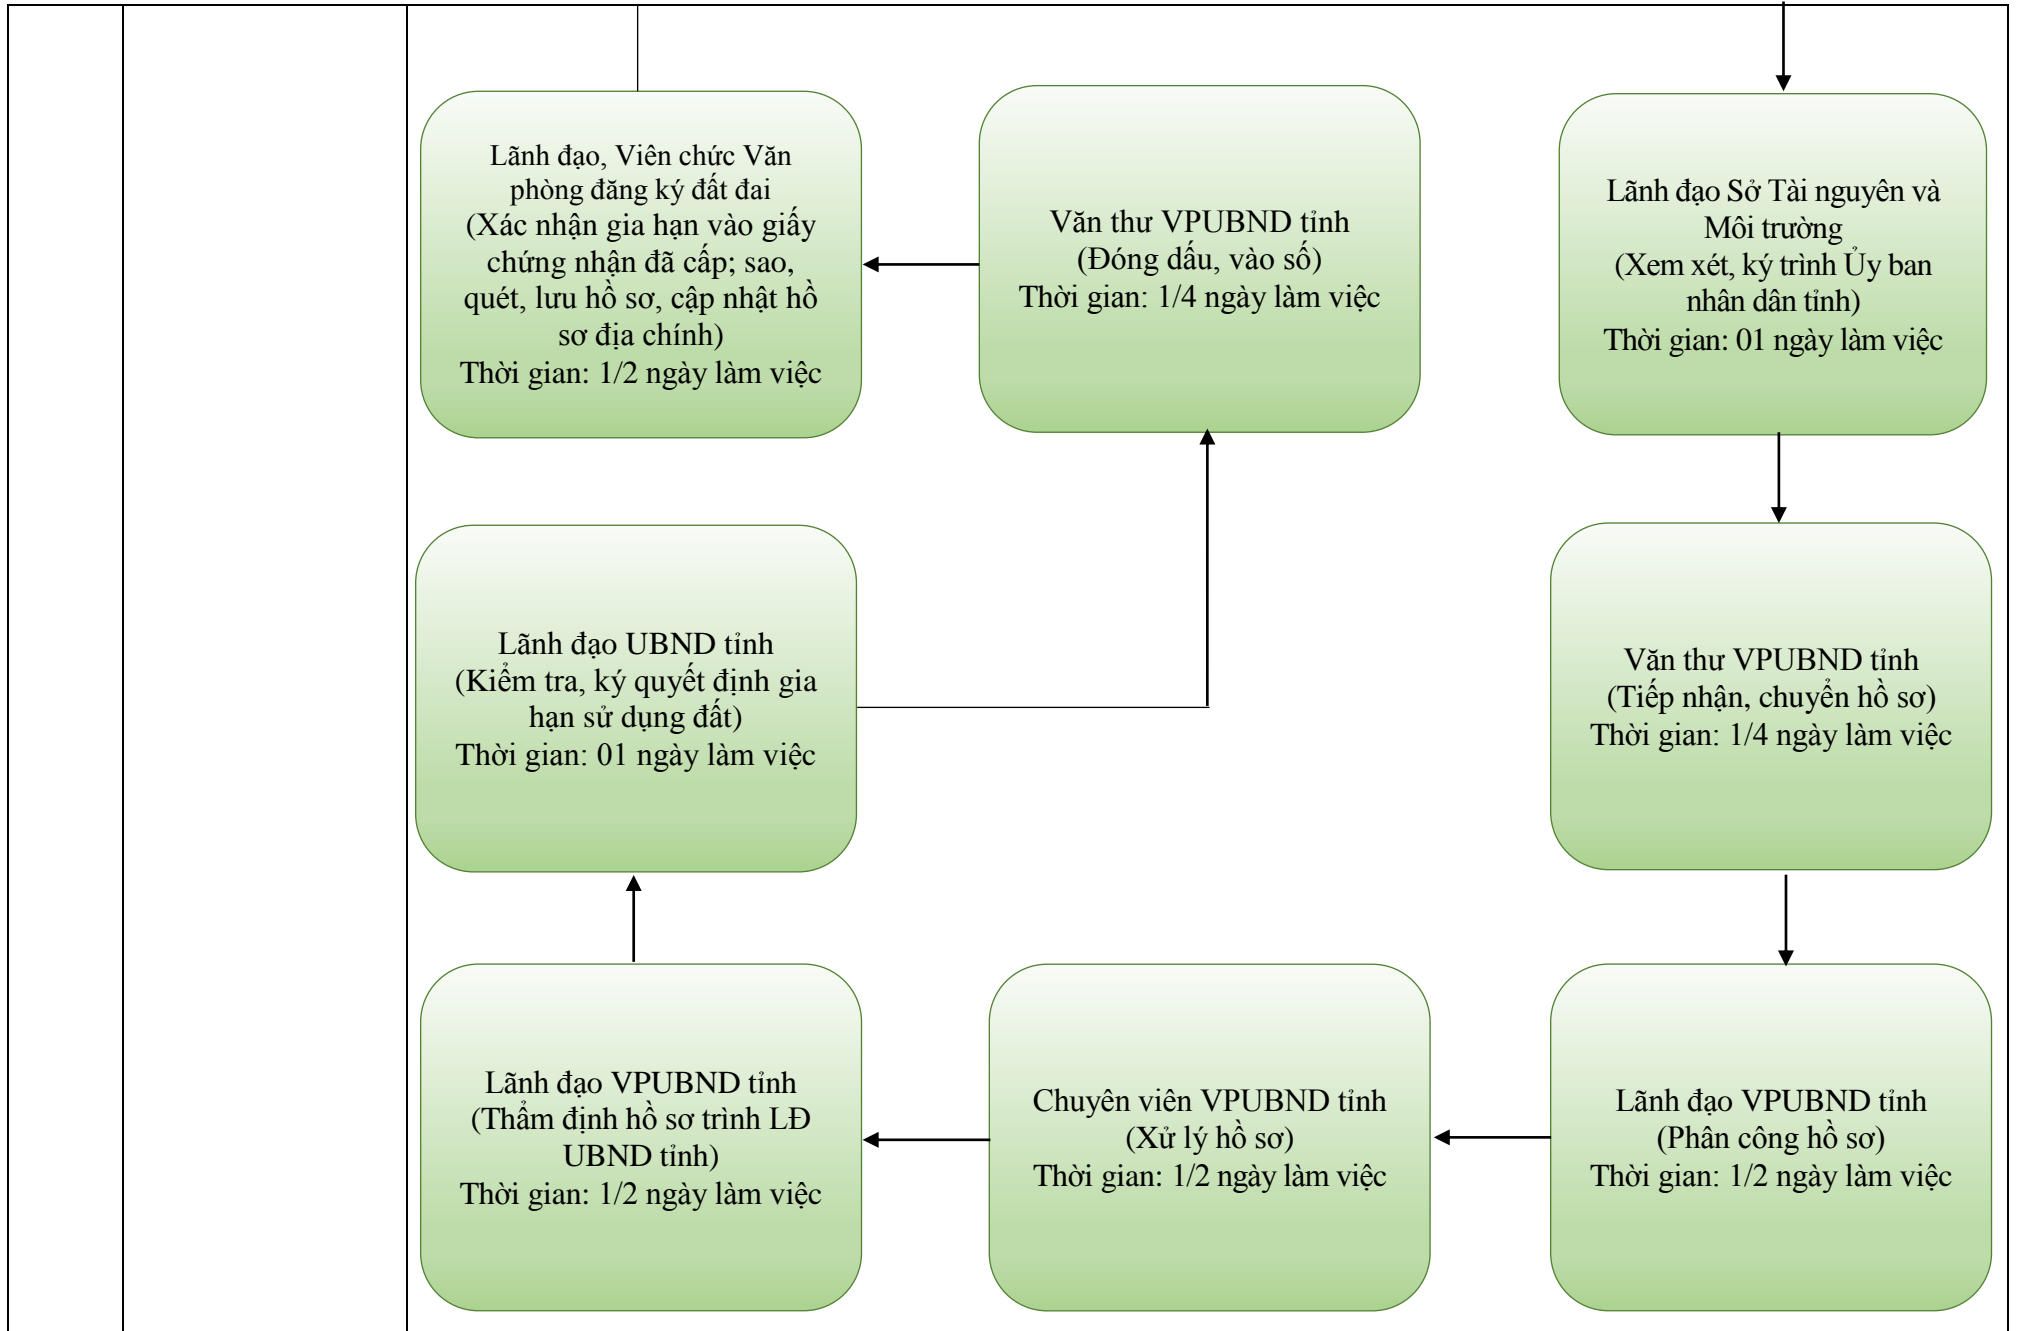 Lãnh đạo, Viên chức Văn
phòng đăng ký đất đai
(Xác nhận gia hạn vào giấy
chứng nhận đã cấp; sao,
quét, lưu hồ sơ, cập nhật hồ
sơ địa chính)
Thời gian: 1/2 ngày làm việc
Văn thư VPUBND tỉnh
(Đóng dấu, vào số)
Thời gian: 1/4 ngày làm việc
Lãnh đạo Sở Tài nguyên và
Môi trường
(Xem xét, ký trình Ủy ban
nhân dân tỉnh)
Thời gian: 01 ngày làm việc
Lãnh đạo UBND tỉnh
(Kiểm tra, ký quyết định gia
hạn sử dụng đất)
Thời gian: 01 ngày làm việc
Văn thư VPUBND tỉnh
(Tiếp nhận, chuyển hồ sơ)
Thời gian: 1/4 ngày làm việc
Lãnh đạo VPUBND tỉnh
(Thẩm định hồ sơ trình LĐ
UBND tỉnh)
Thời gian: 1/2 ngày làm việc
Chuyên viên VPUBND tỉnh
(Xử lý hồ sơ)
Thời gian: 1/2 ngày làm việc
Lãnh đạo VPUBND tỉnh
(Phân công hồ sơ)
Thời gian: 1/2 ngày làm việc